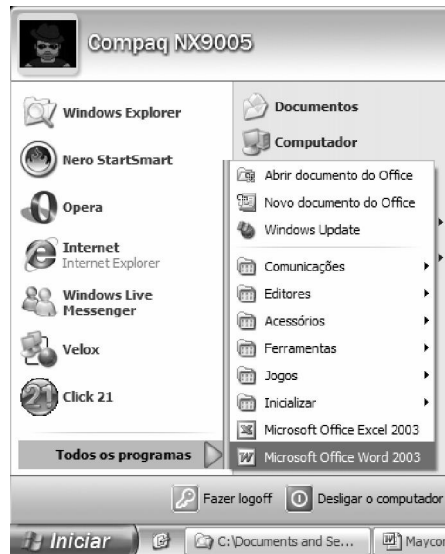 Compaq NX9005
Windows Explorer
Nero StartSmart
Opera
Internet
Internet Explorer
Windows Live
Messenger
Velox
21
Click 21
Todos os programas
Documentos
Computador
Abrir documento do Office
Novo documento do Office
Windows Update
Comunicações
Editores
Acessórios
Ferramentas
Jogos
Inicializar
Microsoft Office Excel 2003
Microsoft Office Word 2003
Fazer logoff
Desligar o computador
Iniciar
C:\Documents and Se...
Maycor